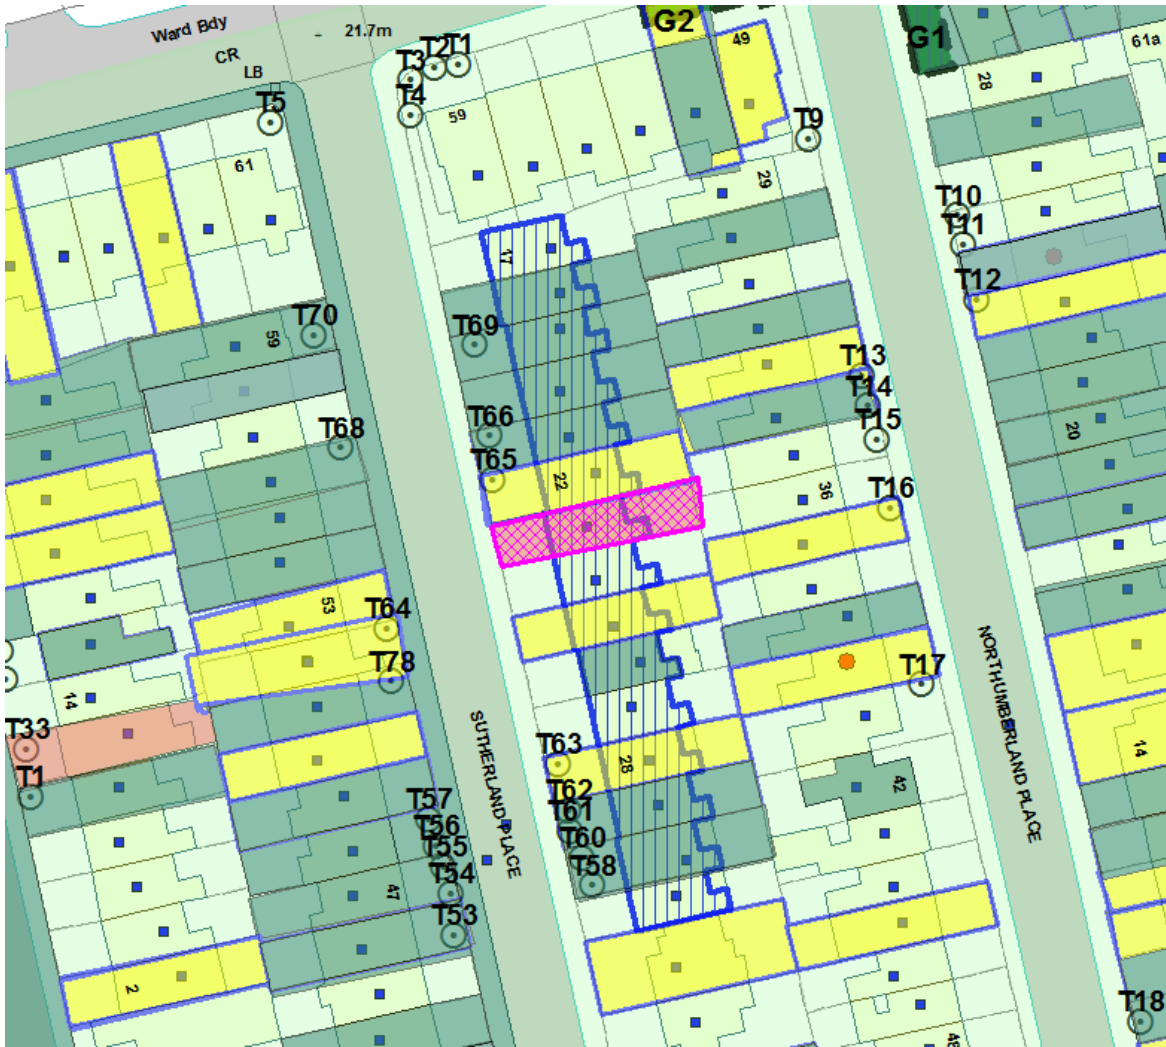 Ward Bdy
21.7m
CR
LB
G2
G1
49
61a
T3
T2
T1
T4
T5
59
28
T9
61
29
T10
T11
17
T12
T70
59
T69
T13
T14
T15
T66
T68
20
T65
22
36
T16
53
T64
T78
T17
14
T33
T1
SUTHERLAND PLACE
NORTHUMBERLAND PLACE
T63
28
14
T62
T61
T60
T58
42
T57
T56
T55
T54
47
T53
2
T18
48